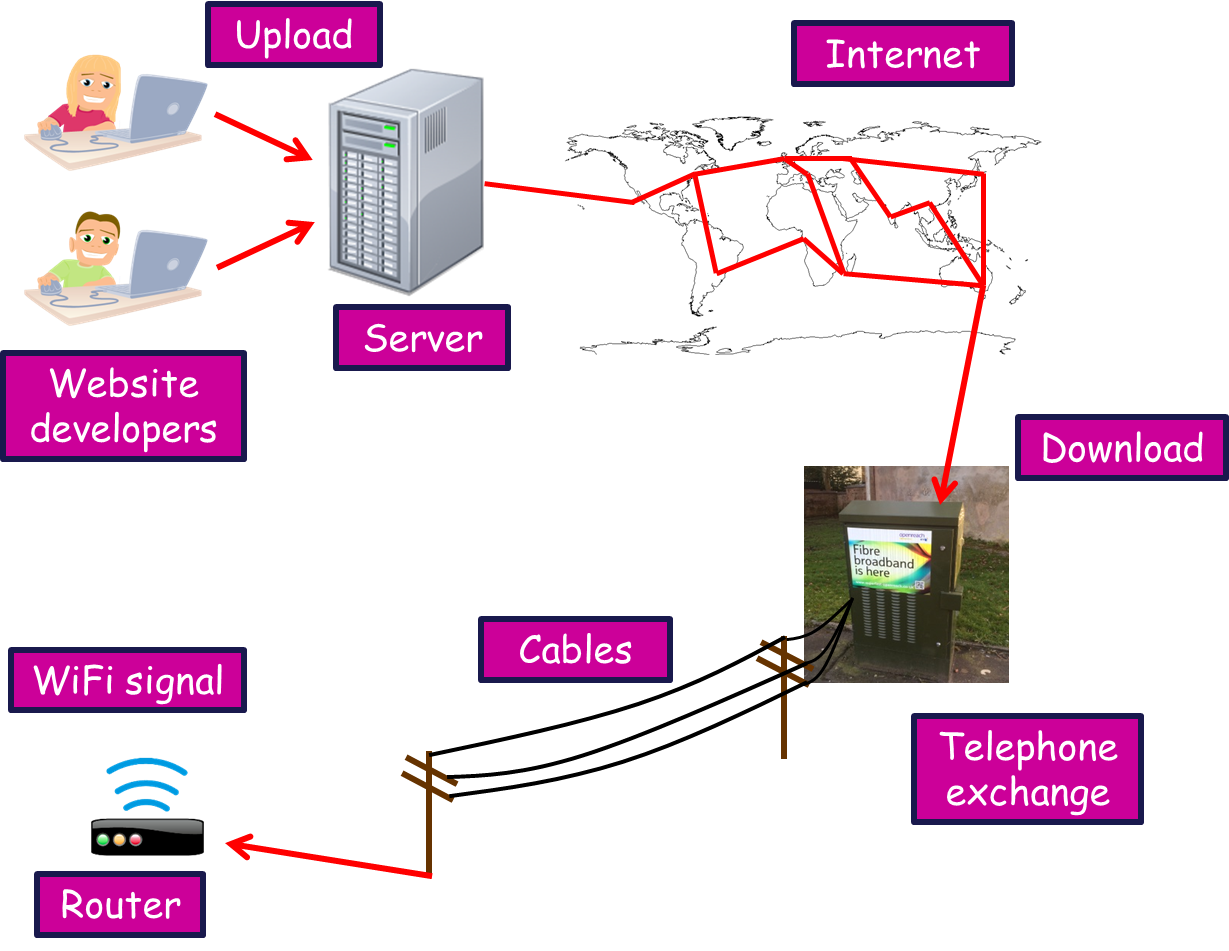 Upload
Internet
Server
Website
developers
Download
openreach
Fibre
broadband
is here
Cables
WiFi signal
Telephone
exchange
Router